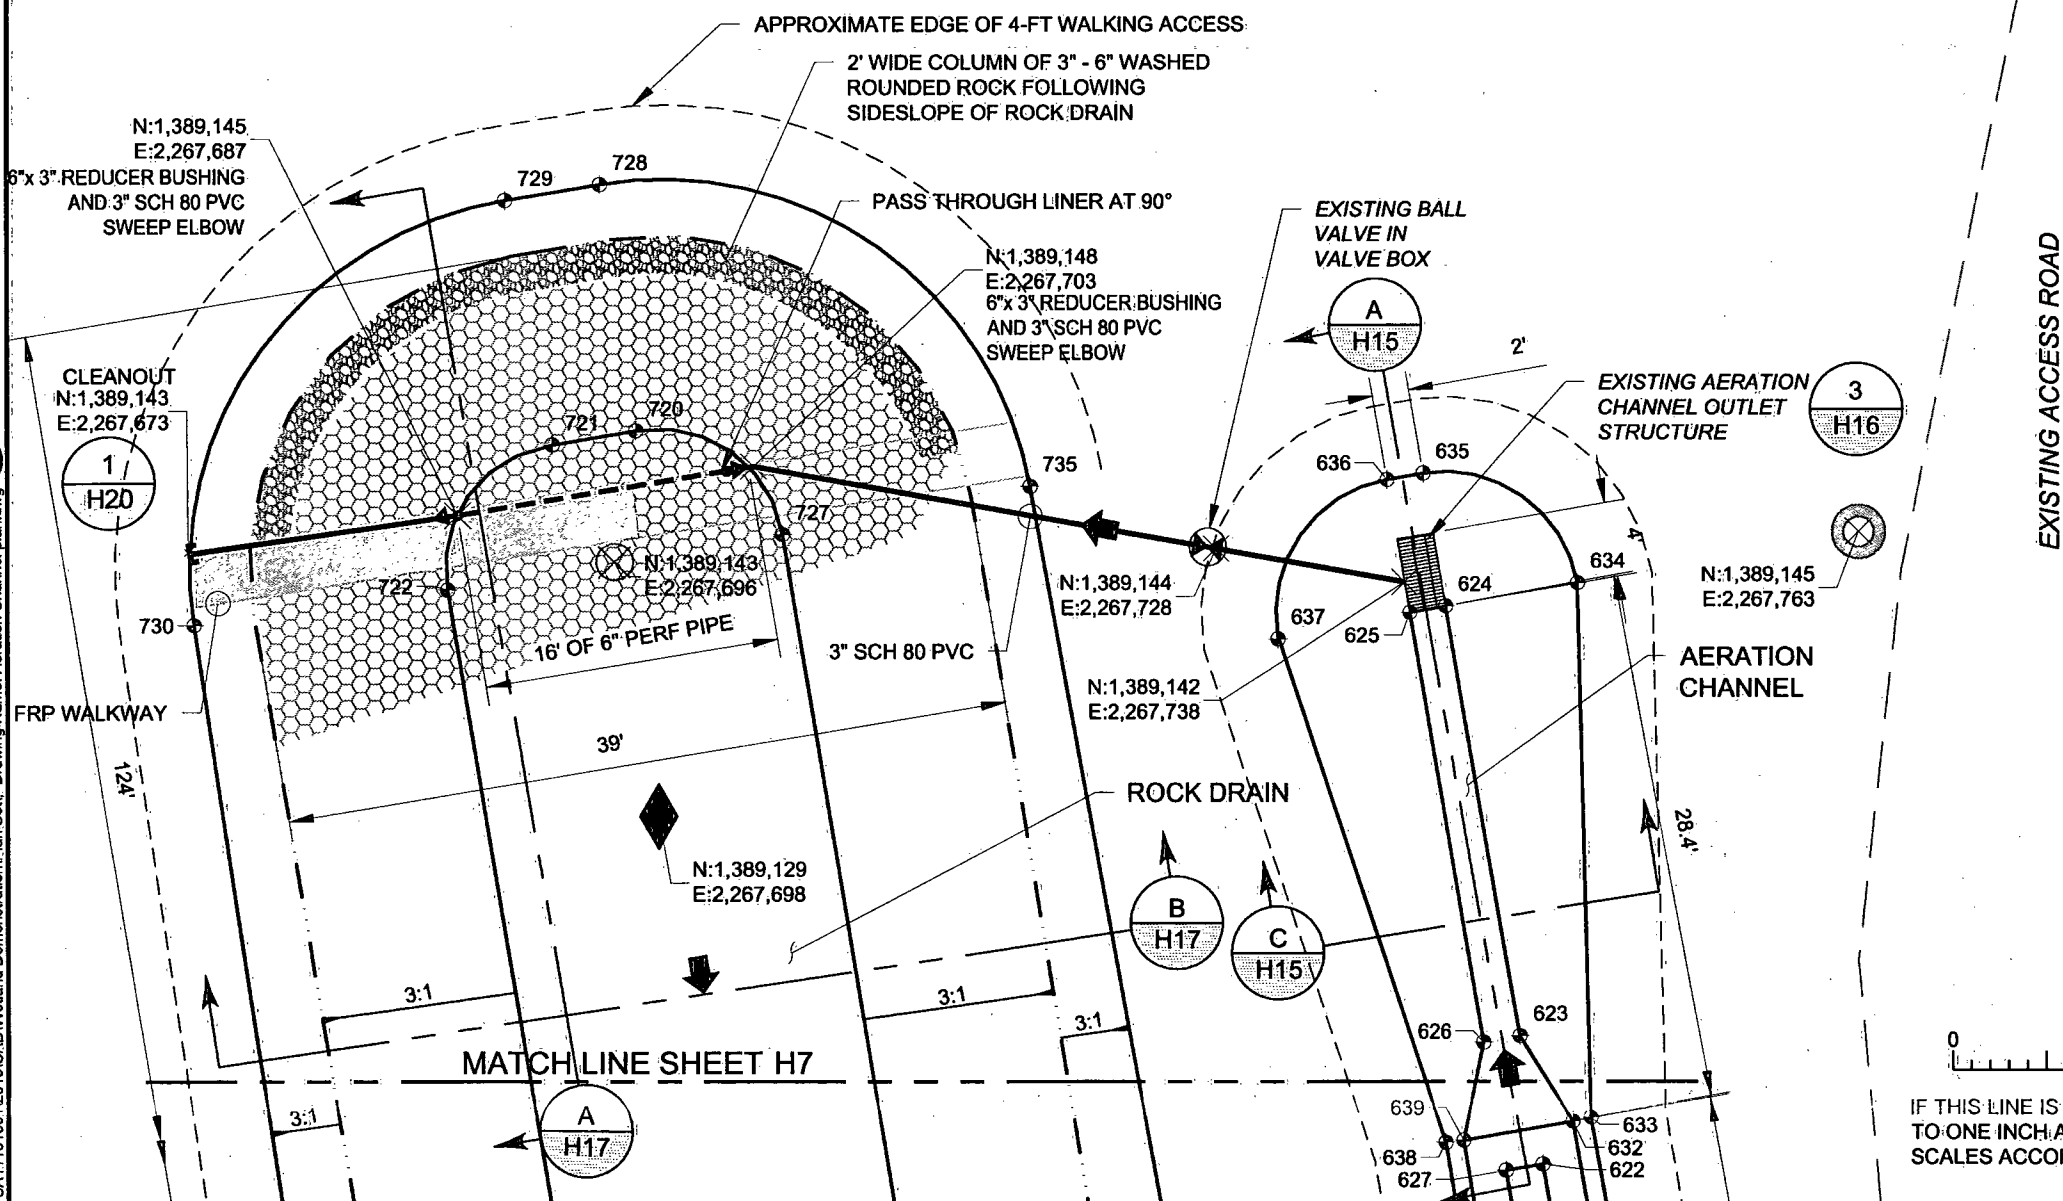 APPROXIMATE EDGE OF 4-FT WALKING ACCESS
2' WIDE COLUMN OF 3" - 6" WASHED
ROUNDED ROCK FOLLOWING
SIDESLOPE OF ROCK DRAIN
N:1,389,145
E:2,267,687
6"x 3" REDUCER BUSHING
AND 3" SCH 80 PVC
SWEEP ELBOW
729
728
PASS THROUGH LINER AT 90°
N:1,389,148
E:2,267,703
6"x 3" REDUCER BUSHING
AND 3" SCH 80 PVC
SWEEP ELBOW
EXISTING BALL
VALVE IN
VALVE BOX
A
H15
2'
EXISTING AERATION
CHANNEL OUTLET
STRUCTURE
3
H16
EXISTING ACCESS ROAD
CLEANOUT
N:1,389,143
E:2,267,673
1
H20
721
720
735
636
635
727
722
N:1,389,143
E:2,267,696
730
16' OF 6" PERF PIPE
3" SCH 80 PVC
N:1,389,144
E:2,267,728
637
625
624
4'
634
N:1,389,145
E:2,267,763
FRP WALKWAY
39'
N:1,389,142
E:2,267,738
AERATION
CHANNEL
124'
ROCK DRAIN
28.4'
N:1,389,129
E:2,267,698
B
H17
C
H15
3:1
3:1
3:1
626
623
MATCH LINE SHEET H7
0
3:1
A
H17
639
638
627
633
632
622
IF THIS LINE IS
TO ONE INCH A
SCALES ACCOR